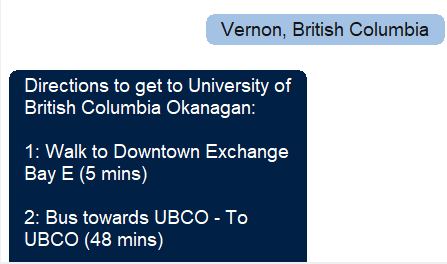 Vernon, British Columbia
Directions to get to University of
British Columbia Okanagan:
1: Walk to Downtown Exchange
Bay E (5 mins)
2: Bus towards UBCO - To
UBCO (48 mins)